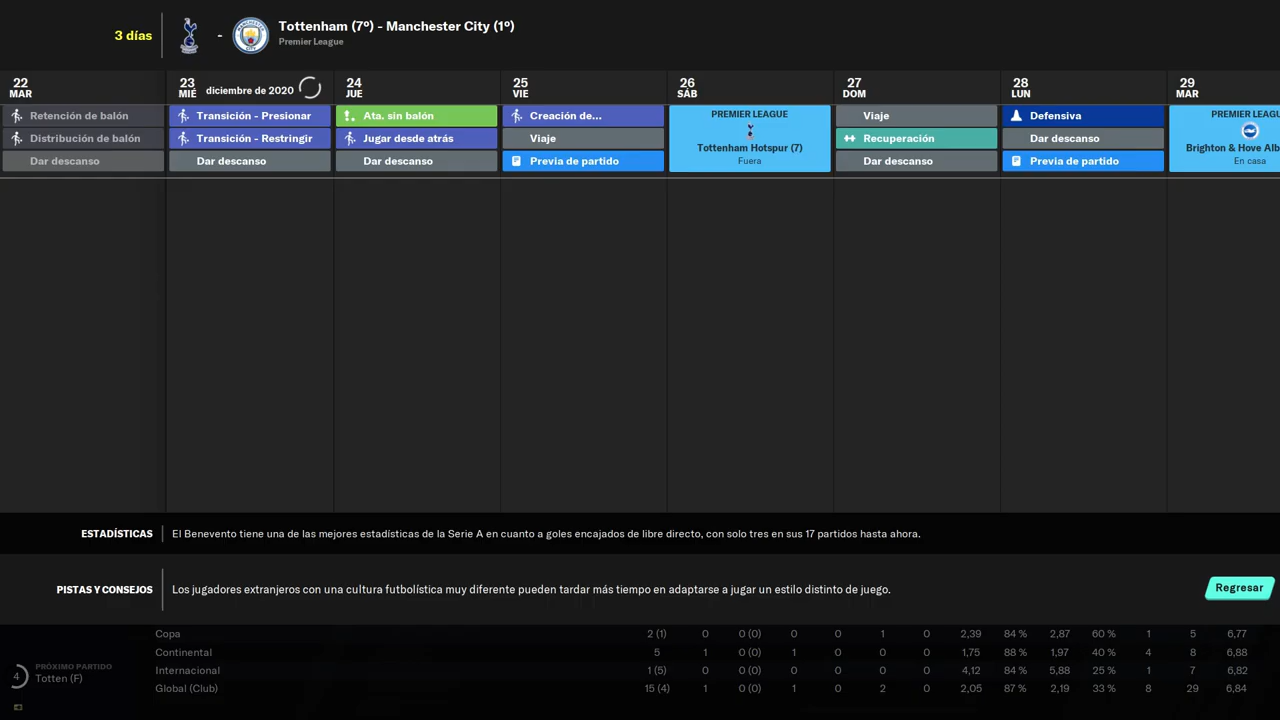 3 días
Tottenham (7º) - Manchester City (1º)
Premier League
22 MAR
23 MIÉ diciembre de 2020
24 JUE
25 VIE
26 SÁB
27 DOM
28 LUN
29 MAR
Retención de balón
Distribución de balón
Dar descanso
Transición - Presionar
Transición - Restringir
Dar descanso
Ata. sin balón
Jugar desde atrás
Dar descanso
Creación de...
Viaje
Previa de partido
PREMIER LEAGUE
Tottenham Hotspur (7)
Fuera
Viaje
Recuperación
Dar descanso
Defensiva
Dar descanso
Previa de partido
PREMIER LEAGU
Brighton & Hove Alb
En casa
ESTADÍSTICAS El Benevento tiene una de las mejores estadísticas de la Serie A en cuanto a goles encajados de libre directo, con solo tres en sus 17 partidos hasta ahora.
PISTAS Y CONSEJOS Los jugadores extranjeros con una cultura futbolística muy diferente pueden tardar más tiempo en adaptarse a jugar un estilo distinto de juego.
Regresar
4 PRÓXIMO PARTIDO
Totten (F)
Copa 2 (1) 0 0 (0) 0 0 1 0 2,39 84 % 2,87 60 % 1 5 6,77
Continental 5 1 0 (0) 1 0 0 0 1,75 88 % 1,97 40 % 4 8 6,88
Internacional 1 (5) 0 0 (0) 0 0 0 0 4,12 84 % 5,88 25 % 1 7 6,82
Global (Club) 15 (4) 1 0 (0) 1 0 2 0 2,05 87 % 2,19 33 % 8 29 6,84